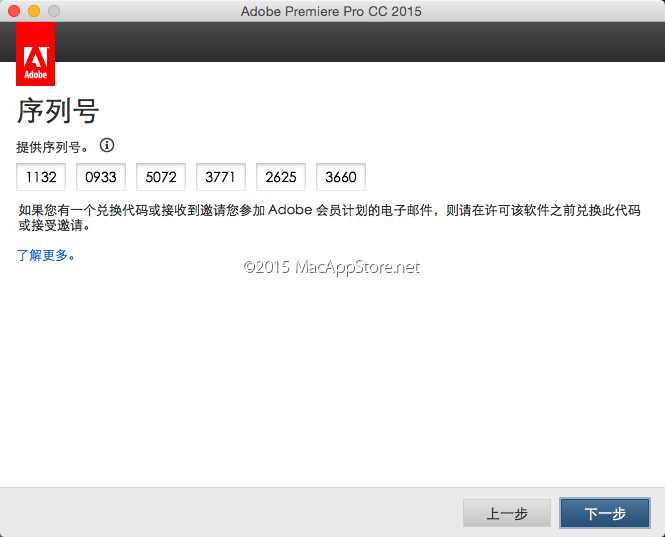 Adobe Premiere Pro CC 2015
Adobe
序列号
提供序列号。
1132 0933 5072 3771 2625 3660
如果您有一个兑换代码或接收到邀请您参加 Adobe 会员计划的电子邮件，则请在许可该软件之前兑换此代码
或接受邀请。
了解更多。
©2015 MacAppStore.net
上一步 下一步